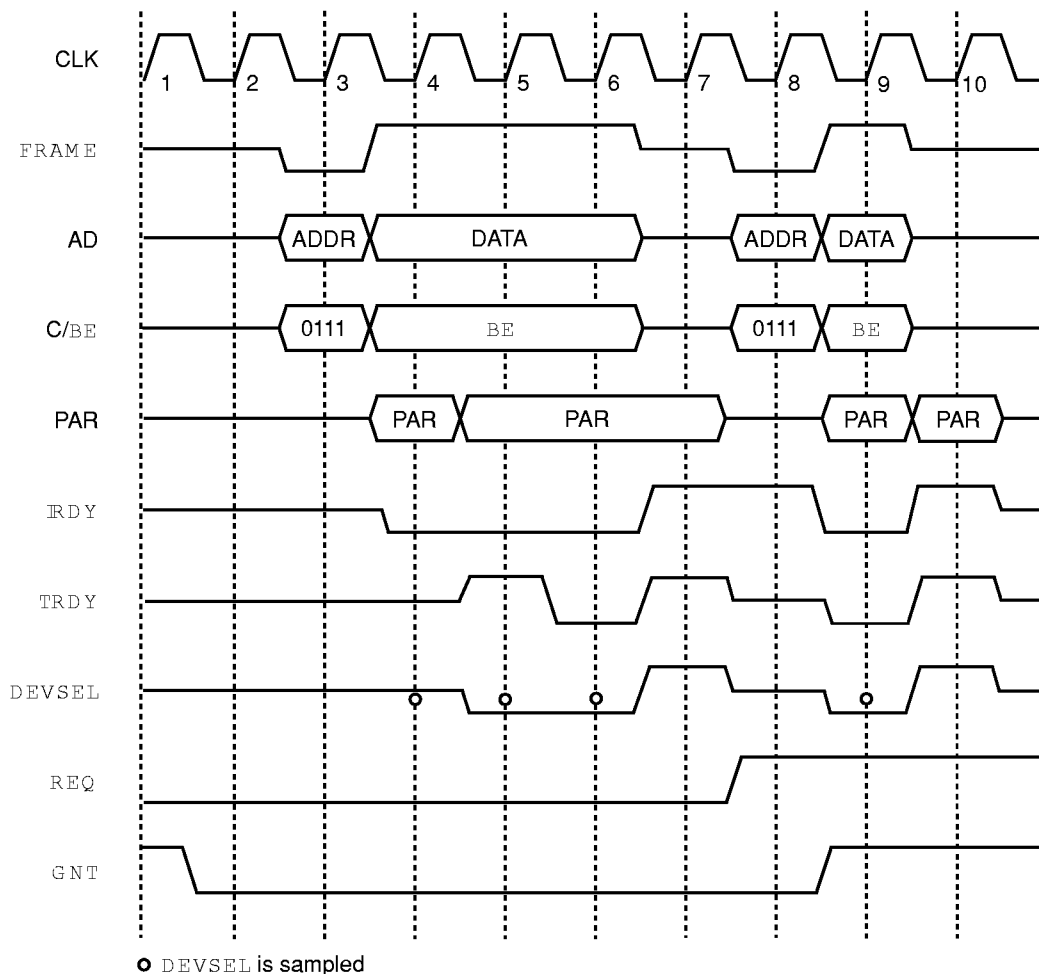 CLK
1 2 3 4 5 6 7 8 9 10
FRAME
AD
ADDR DATA ADDR DATA
C/BE
0111 BE 0111 BE
PAR
PAR PAR PAR PAR
IRDY
TRDY
DEVSEL
REQ
GNT
DEVSEL is sampled